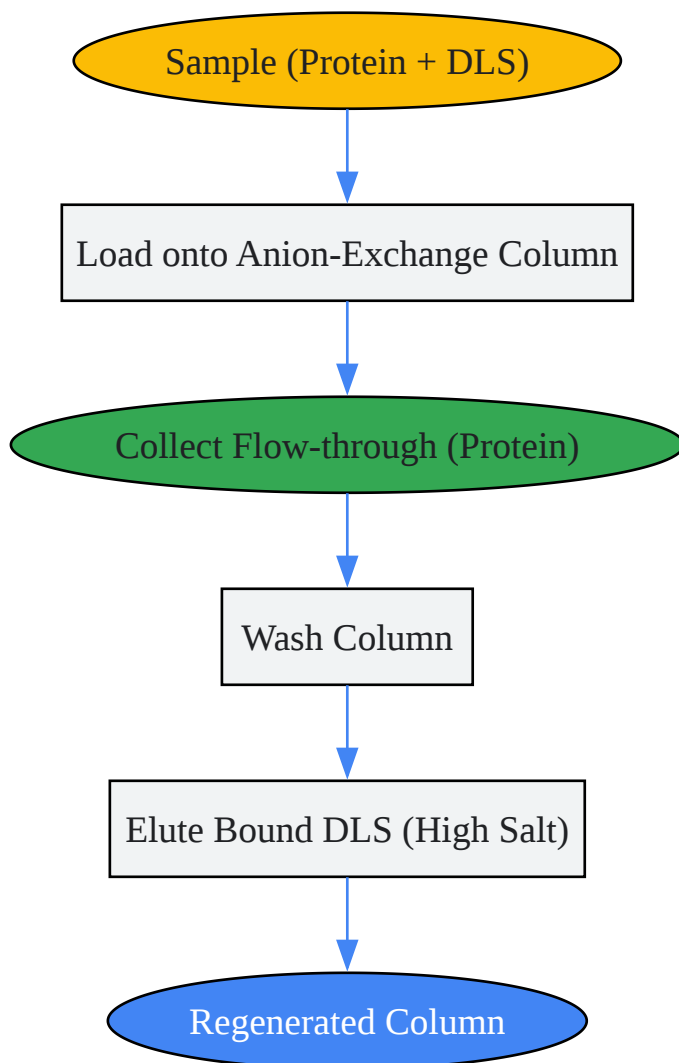 Sample (Protein + DLS)
Load onto Anion-Exchange Column
Collect Flow-through (Protein)
Wash Column
Elute Bound DLS (High Salt)
Regenerated Column